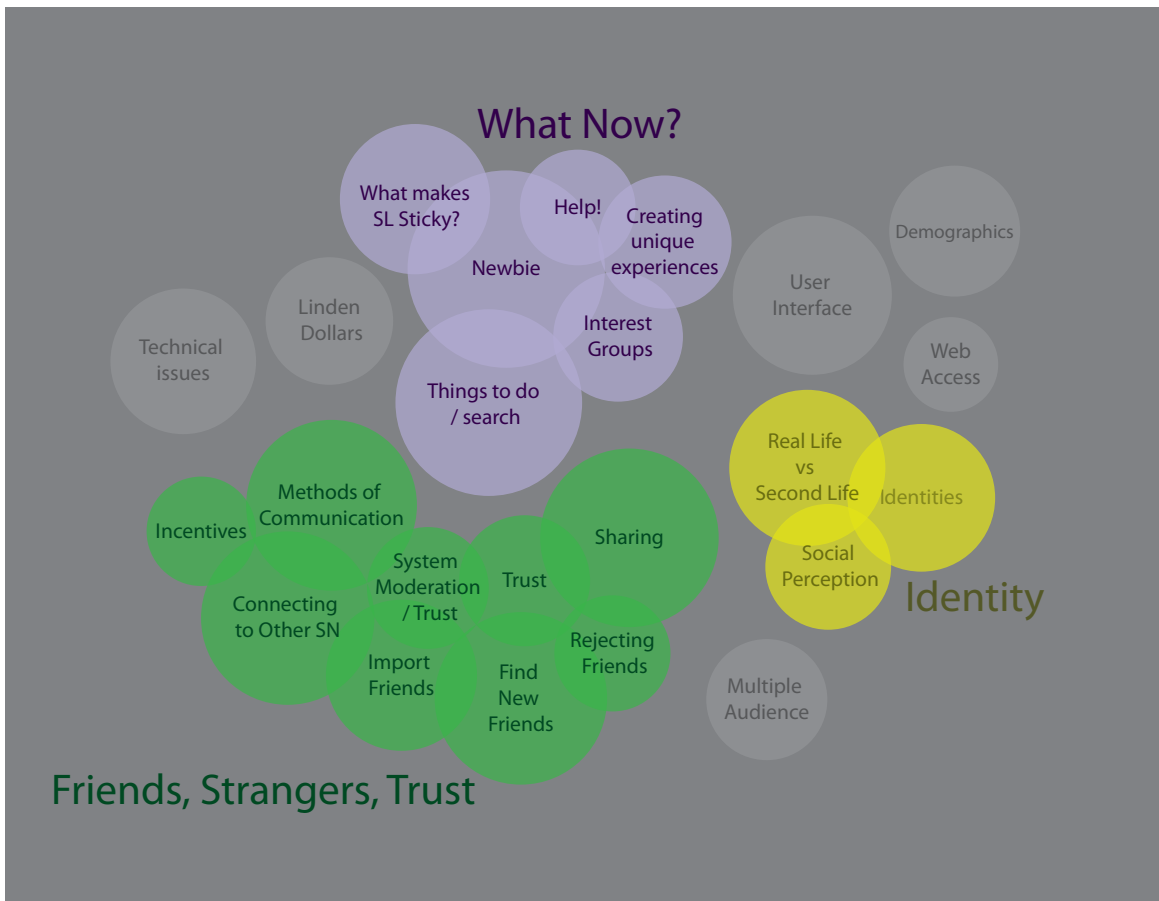 What Now?
What makes
SL Sticky?
Help!
Creating
unique
experiences
Newbie
Interest
Groups
Things to do
/ search
Demographics
User
Interface
Web
Access
Linden
Dollars
Technical
issues
Real Life
vs
Second Life
Identities
Social
Perception
Identity
Incentives
Methods of
Communication
System
Moderation
/ Trust
Trust
Sharing
Connecting
to Other SN
Import
Friends
Find
New
Friends
Rejecting
Friends
Multiple
Audience
Friends, Strangers, Trust